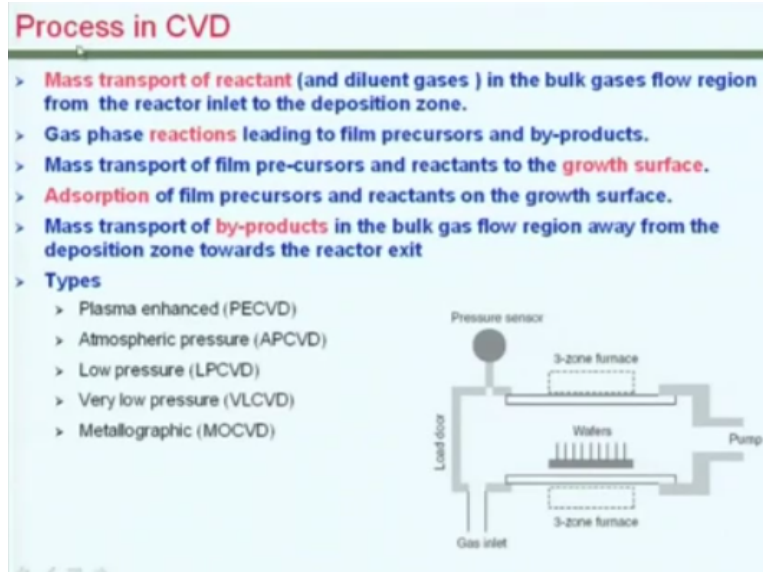 Process in CVD
➢ Mass transport of reactant (and diluent gases ) in the bulk gases flow region
from the reactor inlet to the deposition zone.
➢ Gas phase reactions leading to film precursors and by-products.
➢ Mass transport of film pre-cursors and reactants to the growth surface.
➢ Adsorption of film precursors and reactants on the growth surface.
➢ Mass transport of by-products in the bulk gas flow region away from the
deposition zone towards the reactor exit
➢ Types
➢ Plasma enhanced (PECVD)
➢ Atmospheric pressure (APCVD)
➢ Low pressure (LPCVD)
➢ Very low pressure (VLCVD)
➢ Metallographic (MOCVD)
Pressure sensor
3-zone furnace
Load door
Wafers
Pump
3-zone furnace
Gas inlet